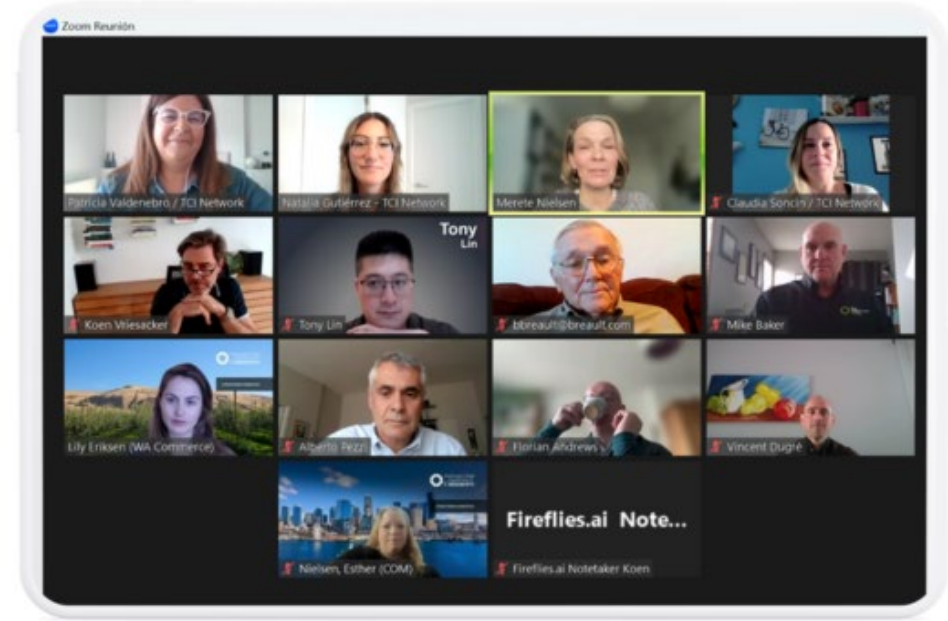 Zoom Reunión
Patricia Valdenebro / TCI Network
Natalia Gutiérrez - TCI Network
Merete Nielsen
Claudia Soncin / TCI Network
Koen Vriesacker
Tony
Lin
Tony Lin
bbreault@breault.com
Mike Baker
Lily Eriksen (WA Commerce)
Alberto Pezzi
Florian Andrews
Vincent Dugré
Nielsen, Esther (COM)
Fireflies.ai Note...
Fireflies.ai Notetaker Koen